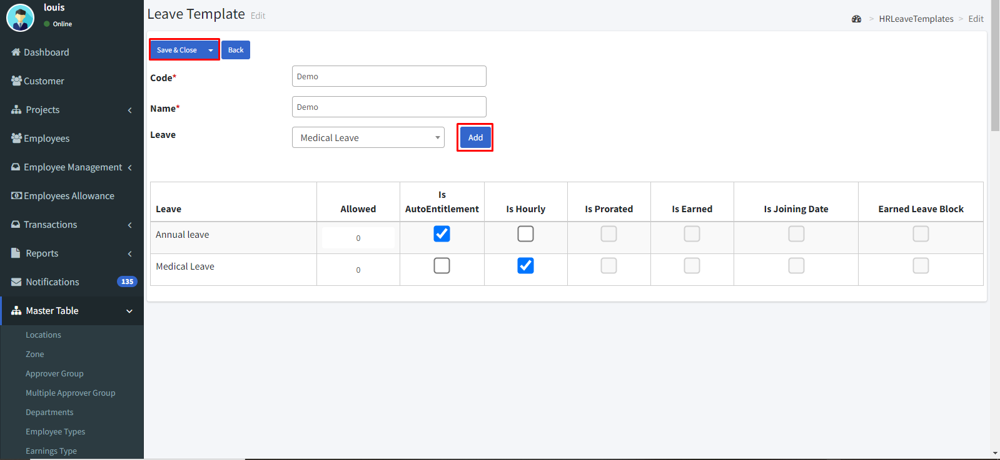 louis
Online
Dashboard
Customer
Projects
Employees
Employee Management
Employees Allowance
Transactions
Reports
Notifications 135
Master Table
Locations
Zone
Approver Group
Multiple Approver Group
Departments
Employee Types
Earnings Type
Leave Template Edit
> HRLeaveTemplates > Edit
Save & Close Back
Code* Demo
Name* Demo
Leave Medical Leave Add
Is
Leave Allowed AutoEntitlement Is Hourly Is Prorated Is Earned Is Joining Date Earned Leave Block
Annual leave 0
Medical Leave 0